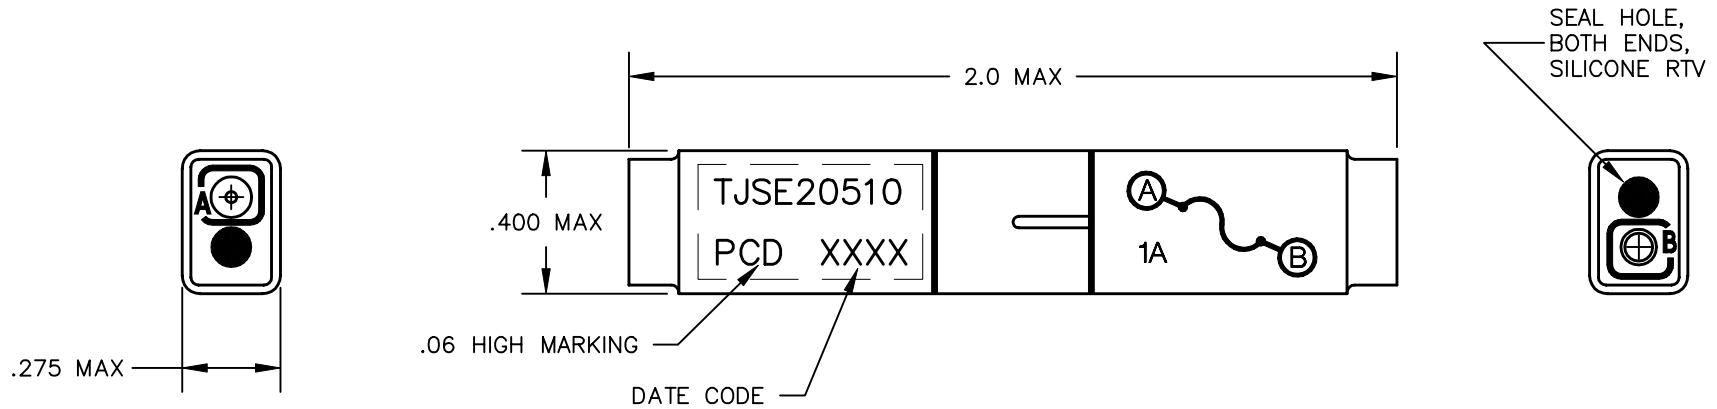 SEAL HOLE,
BOTH ENDS,
SILICONE RTV
2.0 MAX
A
.275 MAX
.400 MAX
TJSE20510
PCD XXXX
A
1A
B
B
.06 HIGH MARKING
DATE CODE